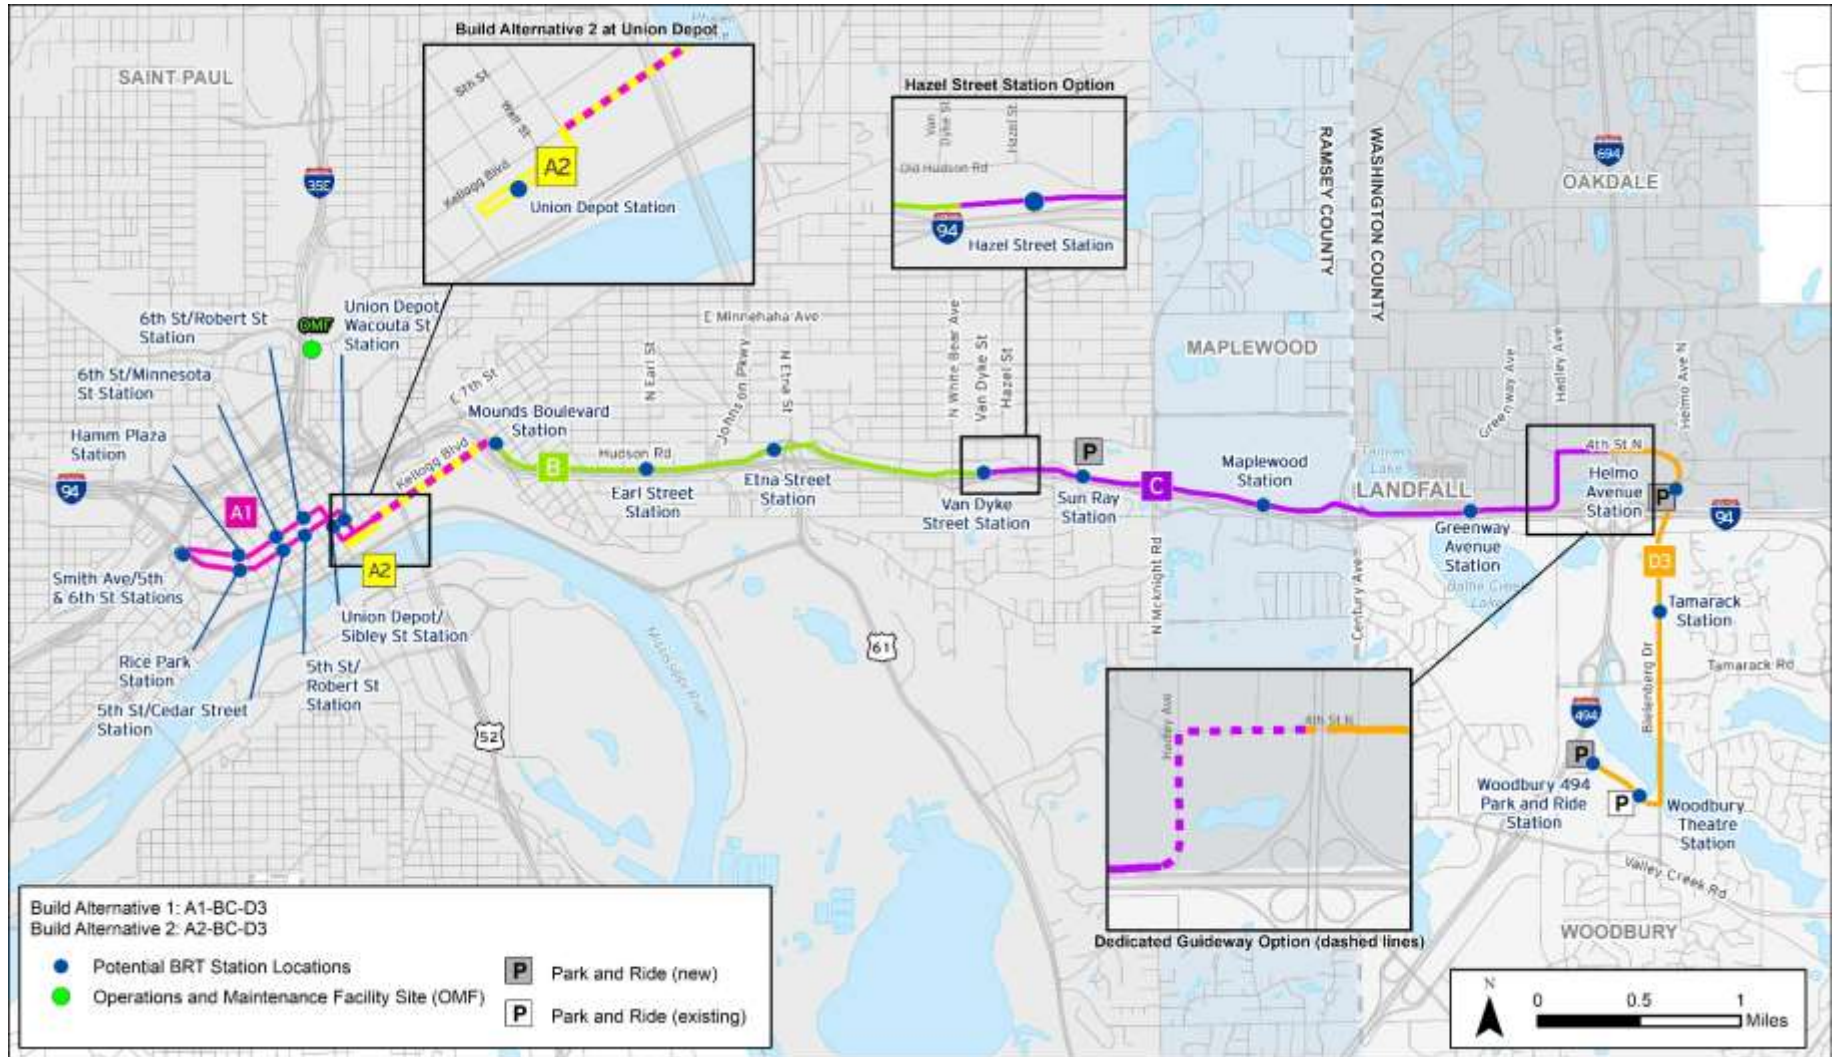 Build Alternative 2 at Union Depot
SAINT PAUL
5th St
Wall St
Kellogg Blvd
A2
Union Depot Station
Hazel Street Station Option
Van
Dyke St
Hazel St
Old Hudson Rd
94
Hazel Street Station
RAMSEY COUNTY
WASHINGTON COUNTY
694
OAKDALE
35E
6th St/Robert St
Station
OMF
Union Depot
Wacouta St
Station
6th St/Minnesota
St Station
Hamm Plaza
Station
94
A1
Smith Ave/5th
& 6th St Stations
Rice Park
Station
5th St/Cedar Street
Station
5th St/
Robert St
Station
Union Depot/
Sibley St Station
A2
E 7th St
Kellogg Blvd
Mounds Boulevard
Station
B
Hudson Rd
N Earl St
Earl Street
Station
E Minnehaha Ave
Johnson Pkwy
N Etna St
Etna Street
Station
N White Bear Ave
Van Dyke St
Hazel St
Van Dyke
Street Station
P
Sun Ray
Station
C
MAPLEWOOD
Maplewood
Station
N Mcknight Rd
Century Ave
Tanners
Lake
LANDFALL
Greenway Ave
Greenway
Avenue
Station
Battle Creek
Lake
Hadley Ave
4th St N
Helmo Ave N
Helmo
Avenue
Station
P
94
D3
Tamarack
Station
Tamarack Rd
Bielenberg Dr
494
P
Woodbury 494
Park and Ride
Station
P
Woodbury
Theatre
Station
Valley Creek Rd
WOODBURY
Mississippi River
61
52
Hadley Ave
4th St N
Dedicated Guideway Option (dashed lines)
Build Alternative 1: A1-BC-D3
Build Alternative 2: A2-BC-D3
Potential BRT Station Locations
Operations and Maintenance Facility Site (OMF)
P Park and Ride (new)
P Park and Ride (existing)
N
0 0.5 1
Miles